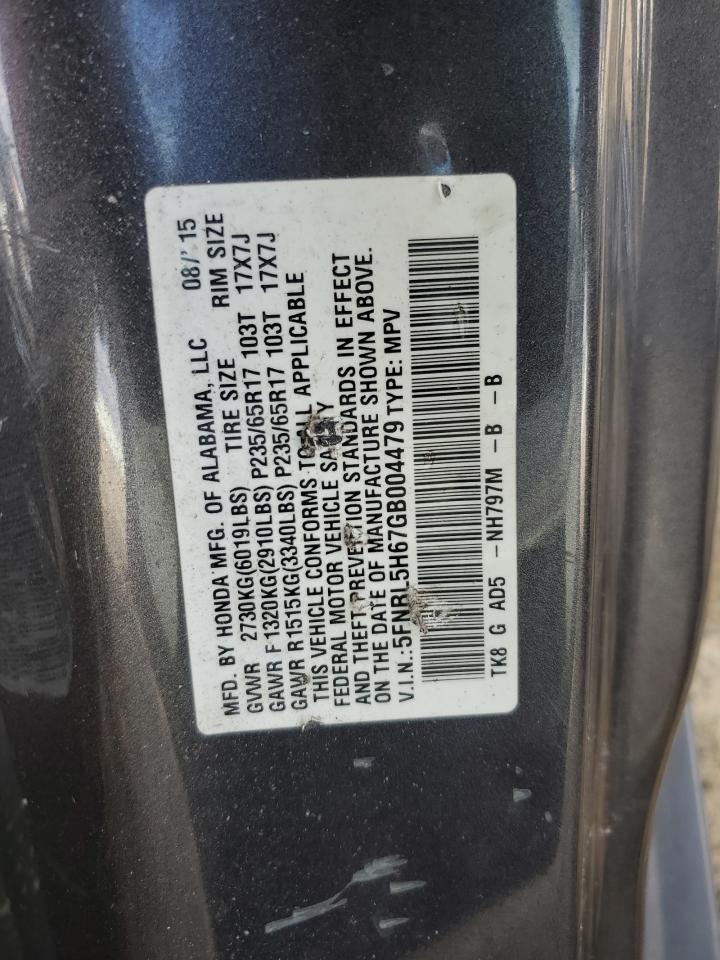 MFD. BY HONDA MFG. OF ALABAMA, LLC 08/15
GVWR 2730KG(6019LBS) TIRE SIZE RIM SIZE
GAWR F1320KG(2910LBS) P235/65R17 103T 17X7J
GAWR R1515KG(3340LBS) P235/65R17 103T 17X7J
THIS VEHICLE CONFORMS TO ALL APPLICABLE
FEDERAL MOTOR VEHICLE SAFETY
AND THEFT PREVENTION STANDARDS IN EFFECT
ON THE DATE OF MANUFACTURE SHOWN ABOVE.
V.I.N.:5FNRL5H67GB004479 TYPE: MPV
TK8 G AD5 -NH797M -B -B